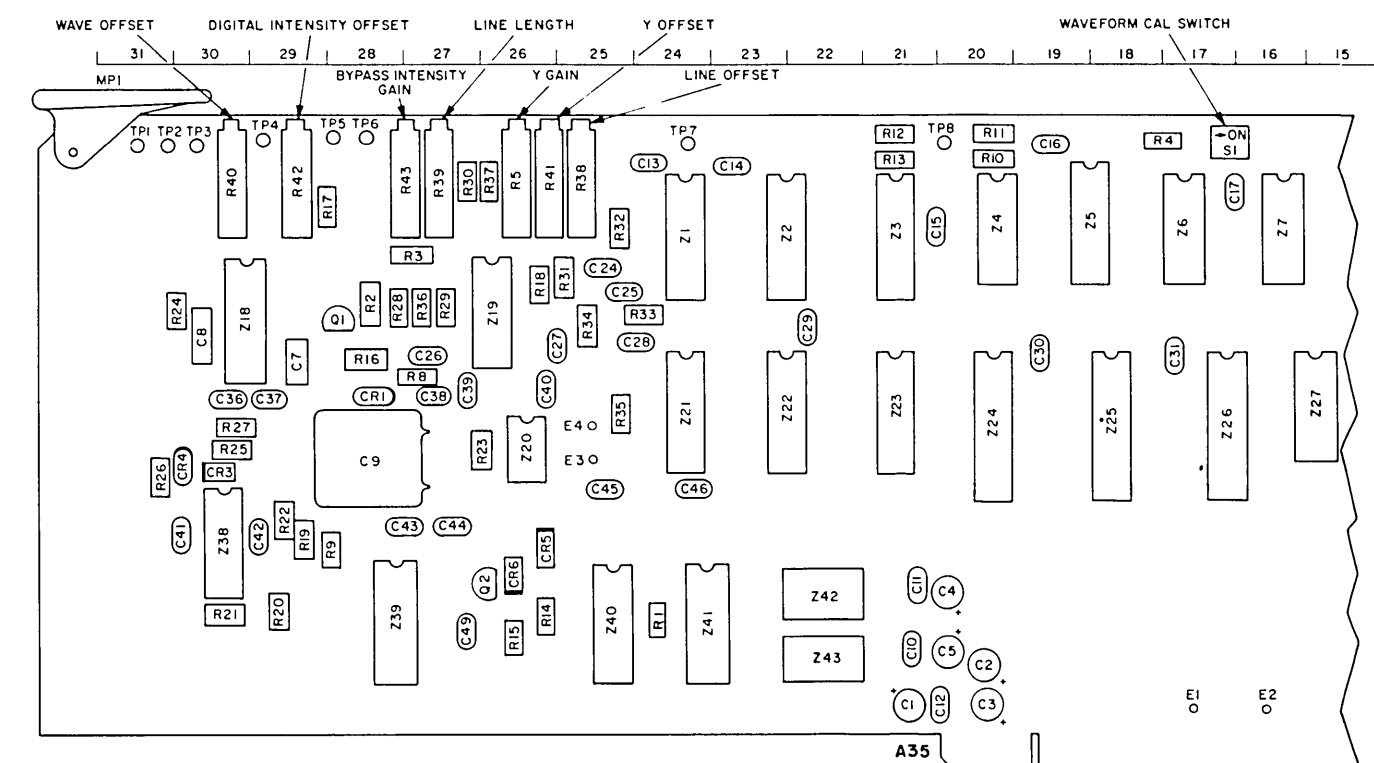 WAVE OFFSET DIGITAL INTENSITY OFFSET LINE LENGTH Y OFFSET WAVEFORM CAL SWITCH
31 30 29 28 27 26 25 24 23 22 21 20 19 18 17 16 15
MP1 BYPASS INTENSITY GAIN Y GAIN LINE OFFSET
TP1 TP2 TP3 TP4 TP5 TP6 TP7 TP8
R12 R11 R4 ←ON S1
R13 R10 C16
C13 C14
R40 R42 R43 R39 R30 R37 R5 R41 R38
R17 R32 C15 C17
Z1 Z2 Z3 Z4 Z5 Z6 Z7
R3
C24
R18 R31
C25
R24 C8 Z18 Q1 R2 R28 R36 R29 Z19 R34 R33 C29
C7 R16 C26 C27 C28 C30 C31
R8
C36 C37 CR1 C38 C39 C40
R27 R35 E4
R25 C9 R23 Z20 E3
Z21 Z22 Z23 Z24 Z25 Z26 Z27
R26 CR4 CR3
C45 C46
C41 Z38 C42 R22 R19 R9 C43 C44
CR6 CR5
Q2
R21 R20 Z39 C49 R15 R14 Z40 R1 Z41
Z42 C11 C4 +
Z43 C10 C5 + C2 +
+ C1 C12 C3 +
E1 E2
A35